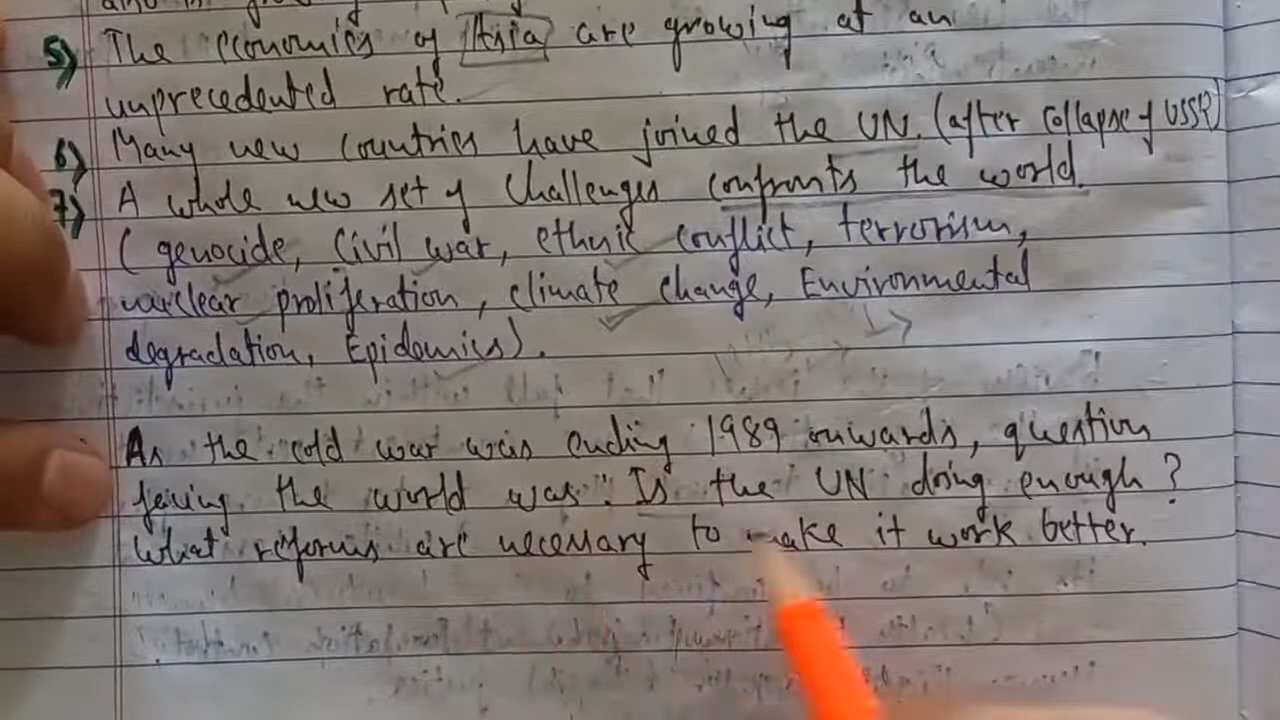 5) The economies of Asia are growing at an
unprecedented rate.
6) Many new countries have joined the UN. (after collapse of USSR)
7) A whole new set of challenges confronts the world.
(genocide, civil war, ethnic conflict, terrorism,
nuclear proliferation, climate change, Environmental
degradation, Epidemics).
As the cold war was ending 1989 onwards, question
facing the world was "Is the UN doing enough?
What reforms are necessary to make it work better.